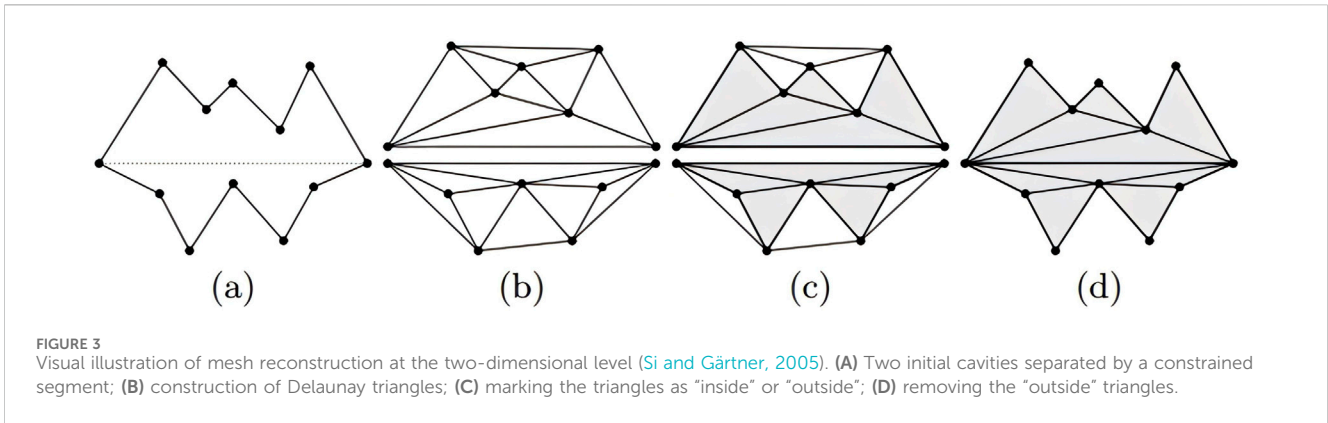 (a)
(b)
(c)
(d)
FIGURE 3
Visual illustration of mesh reconstruction at the two-dimensional level (Si and Gärtner, 2005). (A) Two initial cavities separated by a constrained
segment; (B) construction of Delaunay triangles; (C) marking the triangles as “inside” or “outside”; (D) removing the “outside” triangles.